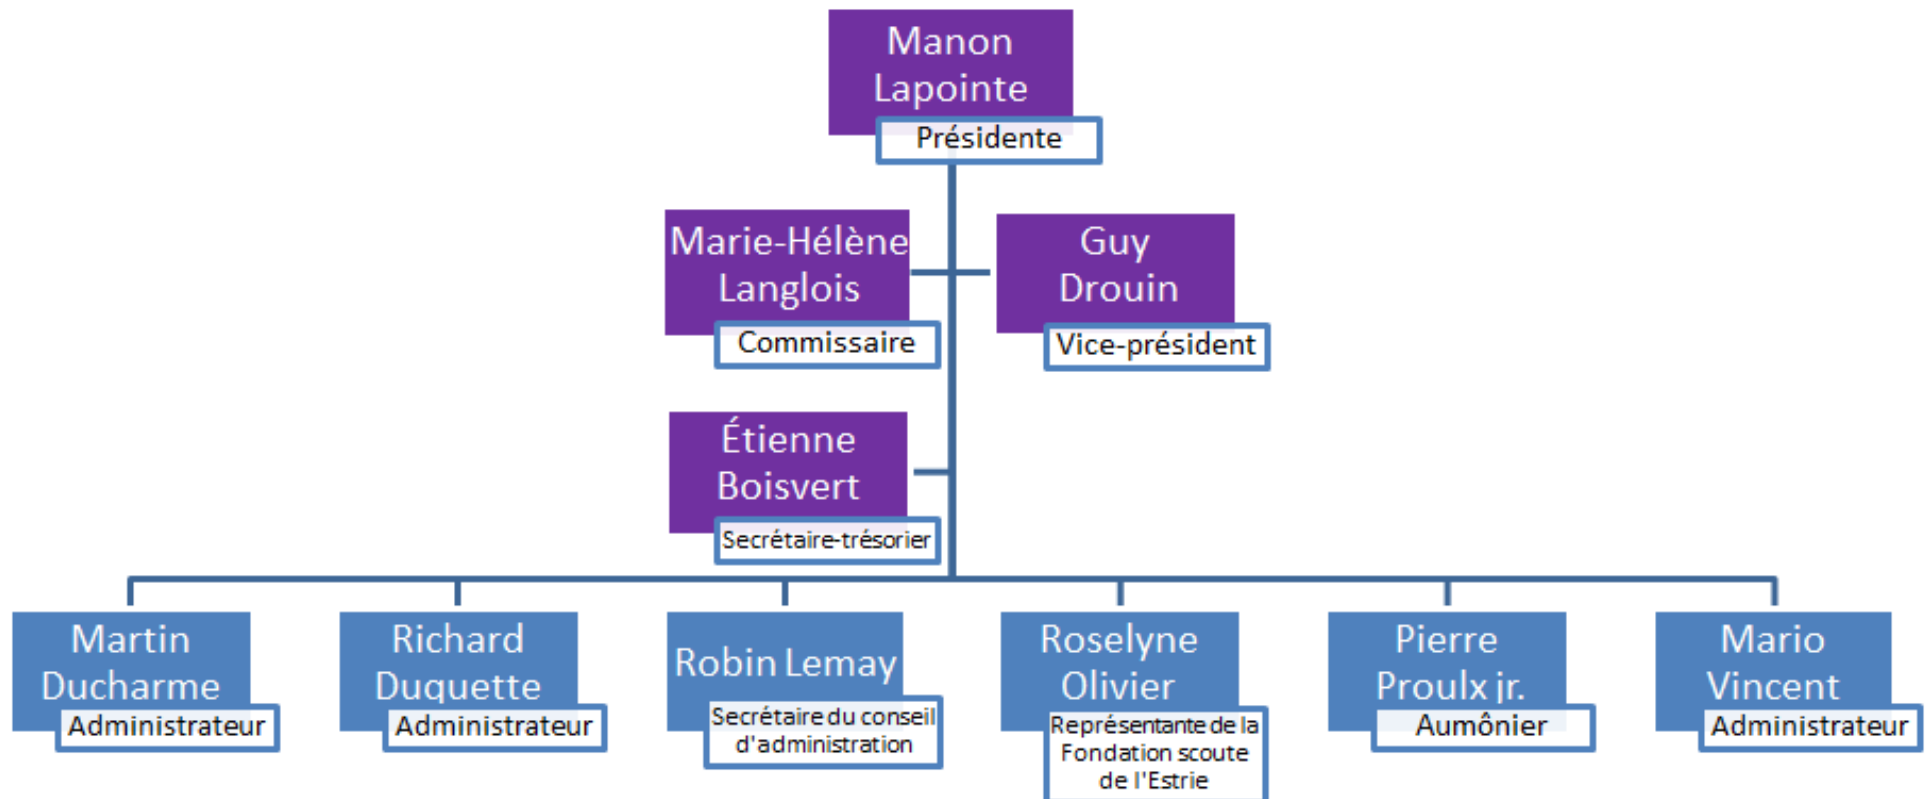 Manon
Lapointe
Présidente
Marie-Hélène
Langlois
Commissaire
Guy
Drouin
Vice-président
Étienne
Boisvert
Secrétaire-trésorier
Martin
Ducharme
Administrateur
Richard
Duquette
Administrateur
Robin Lemay
Secrétaire du conseil
d'administration
Roselyne
Olivier
Représentante de la
Fondation scoute
de l'Estrie
Pierre
Proulx jr.
Aumônier
Mario
Vincent
Administrateur